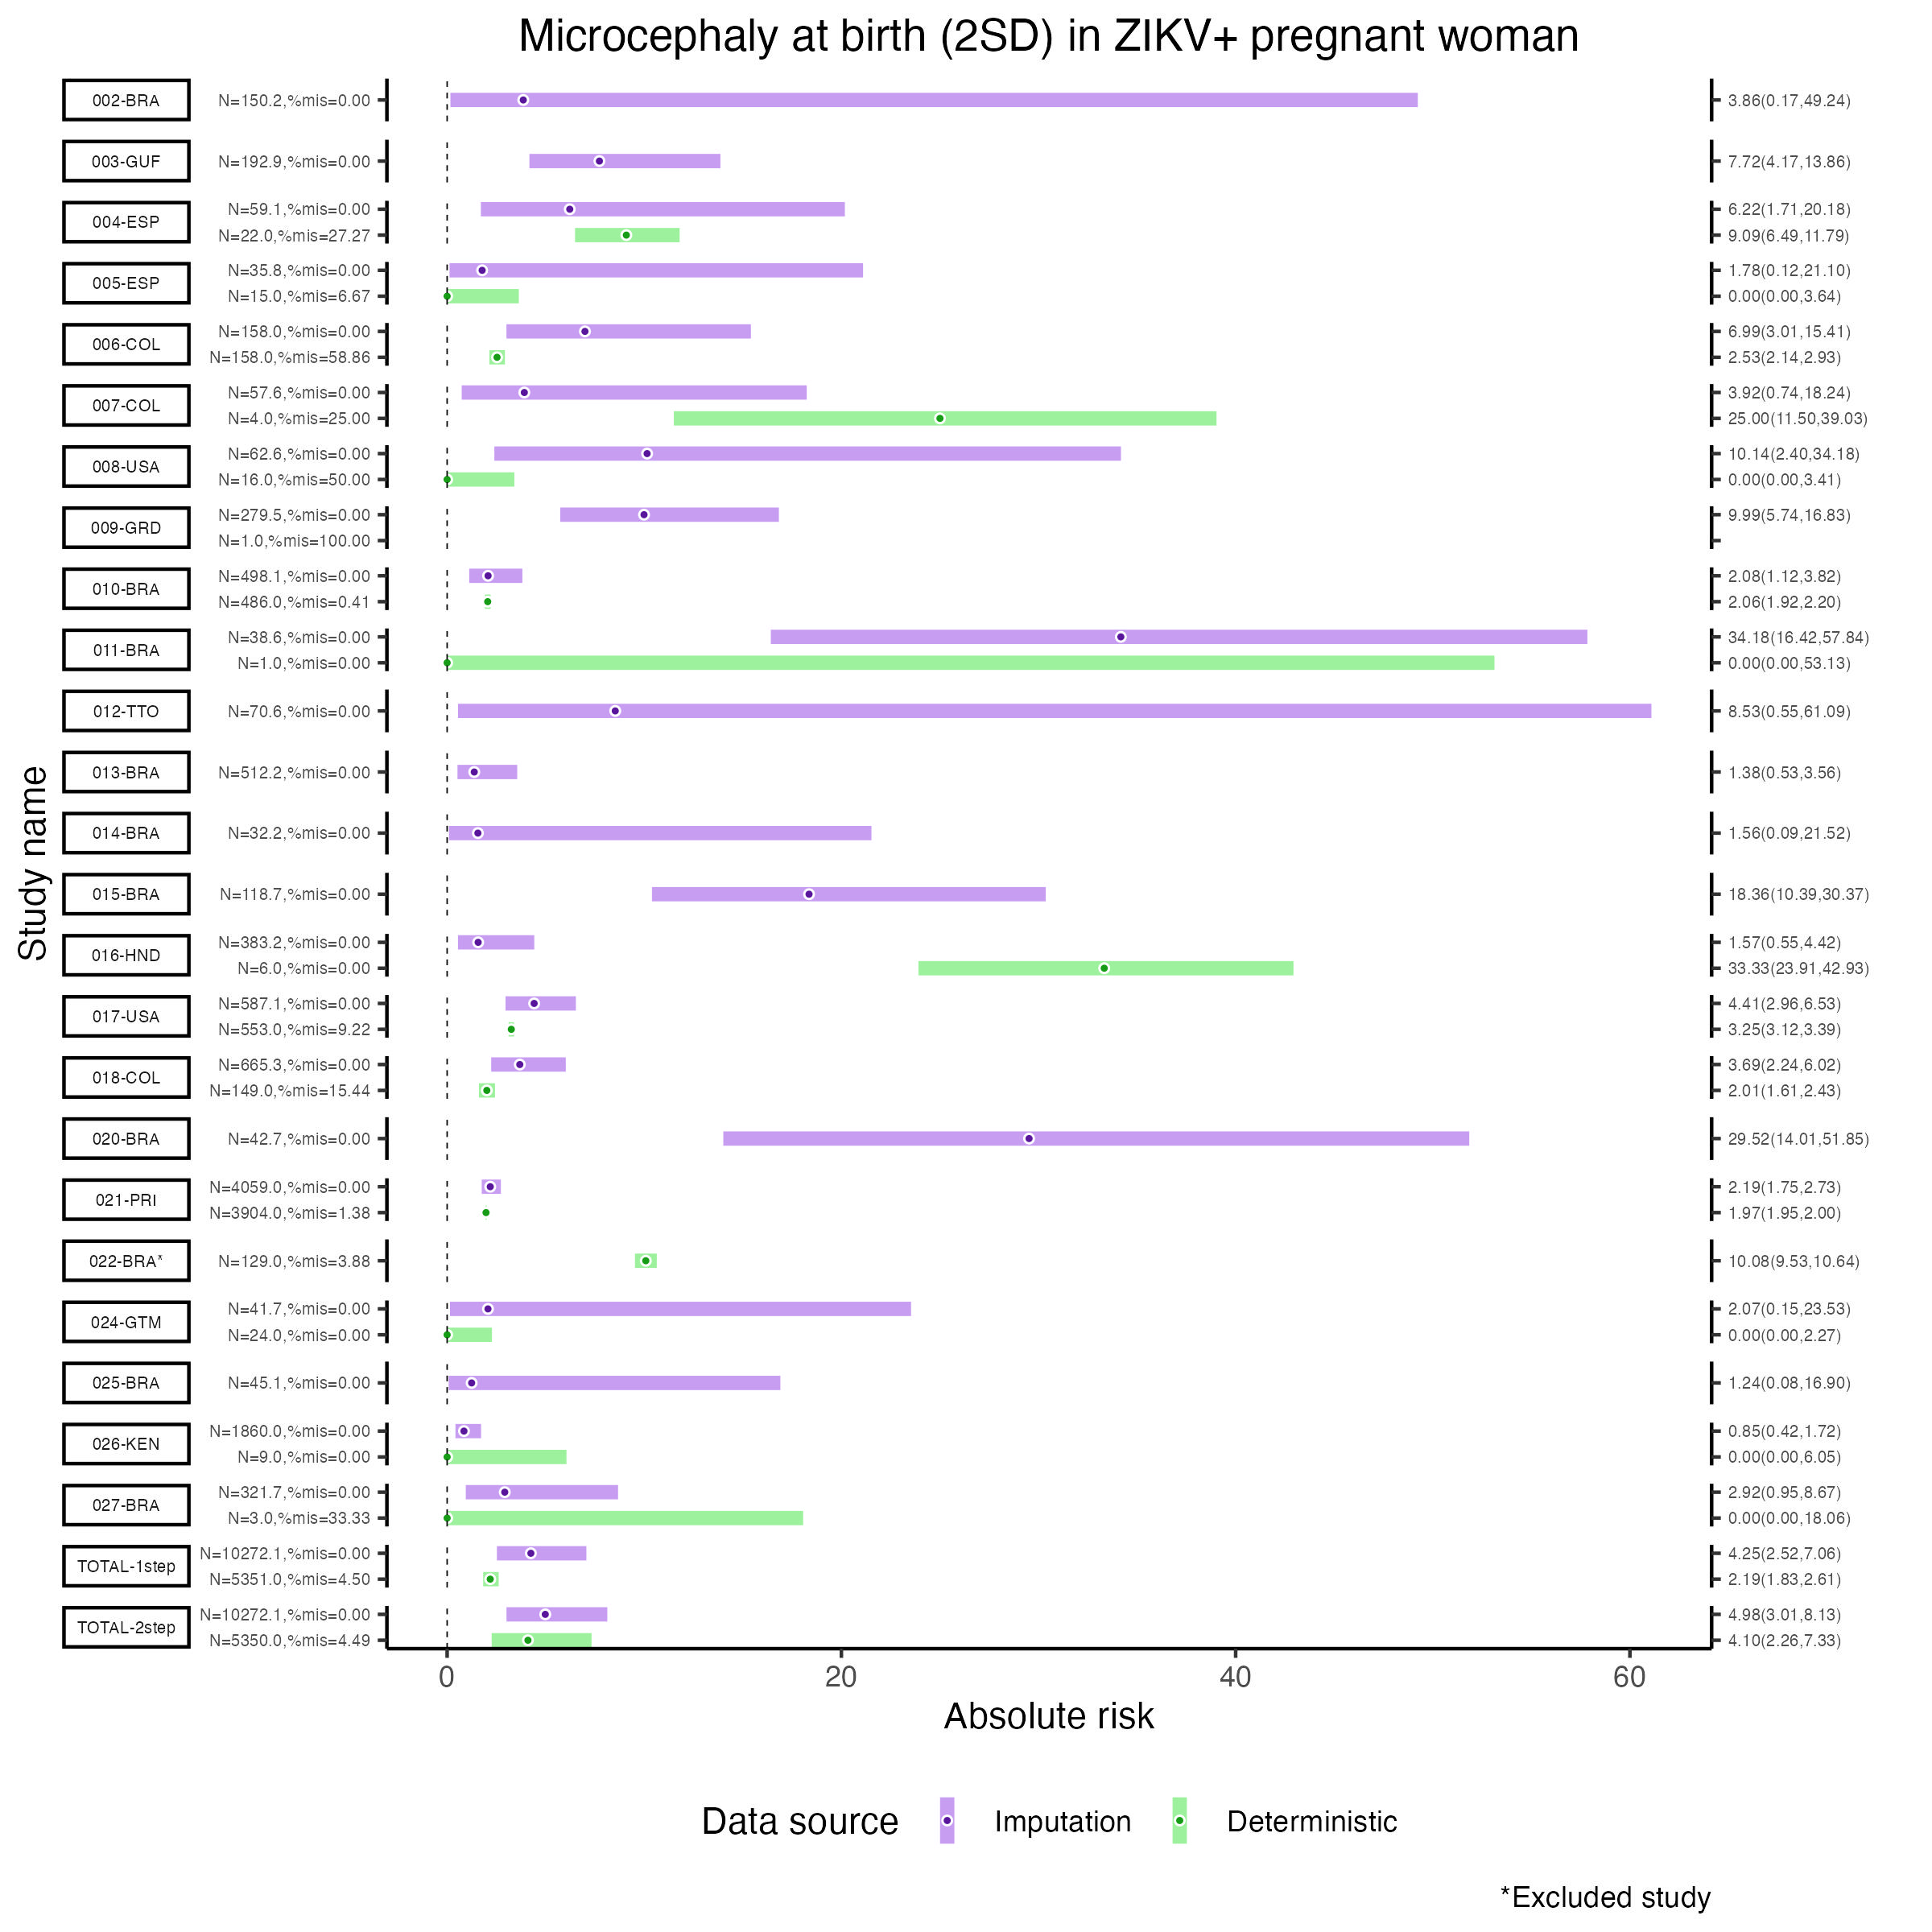 Microcephaly at birth (2SD) in ZIKV+ pregnant woman
Study name
002-BRA N=150.2,%mis=0.00 3.86(0.17,49.24)
003-GUF N=192.9,%mis=0.00 7.72(4.17,13.86)
004-ESP
N=59.1,%mis=0.00 6.22(1.71,20.18)
N=22.0,%mis=27.27 9.09(6.49,11.79)
005-ESP
N=35.8,%mis=0.00 1.78(0.12,21.10)
N=15.0,%mis=6.67 0.00(0.00,3.64)
006-COL
N=158.0,%mis=0.00 6.99(3.01,15.41)
N=158.0,%mis=58.86 2.53(2.14,2.93)
007-COL
N=57.6,%mis=0.00 3.92(0.74,18.24)
N=4.0,%mis=25.00 25.00(11.50,39.03)
008-USA
N=62.6,%mis=0.00 10.14(2.40,34.18)
N=16.0,%mis=50.00 0.00(0.00,3.41)
009-GRD
N=279.5,%mis=0.00 9.99(5.74,16.83)
N=1.0,%mis=100.00
010-BRA
N=498.1,%mis=0.00 2.08(1.12,3.82)
N=486.0,%mis=0.41 2.06(1.92,2.20)
011-BRA
N=38.6,%mis=0.00 34.18(16.42,57.84)
N=1.0,%mis=0.00 0.00(0.00,53.13)
012-TTO N=70.6,%mis=0.00 8.53(0.55,61.09)
013-BRA N=512.2,%mis=0.00 1.38(0.53,3.56)
014-BRA N=32.2,%mis=0.00 1.56(0.09,21.52)
015-BRA N=118.7,%mis=0.00 18.36(10.39,30.37)
016-HND
N=383.2,%mis=0.00 1.57(0.55,4.42)
N=6.0,%mis=0.00 33.33(23.91,42.93)
017-USA
N=587.1,%mis=0.00 4.41(2.96,6.53)
N=553.0,%mis=9.22 3.25(3.12,3.39)
018-COL
N=665.3,%mis=0.00 3.69(2.24,6.02)
N=149.0,%mis=15.44 2.01(1.61,2.43)
020-BRA N=42.7,%mis=0.00 29.52(14.01,51.85)
021-PRI
N=4059.0,%mis=0.00 2.19(1.75,2.73)
N=3904.0,%mis=1.38 1.97(1.95,2.00)
022-BRA* N=129.0,%mis=3.88 10.08(9.53,10.64)
024-GTM
N=41.7,%mis=0.00 2.07(0.15,23.53)
N=24.0,%mis=0.00 0.00(0.00,2.27)
025-BRA N=45.1,%mis=0.00 1.24(0.08,16.90)
026-KEN
N=1860.0,%mis=0.00 0.85(0.42,1.72)
N=9.0,%mis=0.00 0.00(0.00,6.05)
027-BRA
N=321.7,%mis=0.00 2.92(0.95,8.67)
N=3.0,%mis=33.33 0.00(0.00,18.06)
TOTAL-1step
N=10272.1,%mis=0.00 4.25(2.52,7.06)
N=5351.0,%mis=4.50 2.19(1.83,2.61)
TOTAL-2step
N=10272.1,%mis=0.00 4.98(3.01,8.13)
N=5350.0,%mis=4.49 4.10(2.26,7.33)
0 20 40 60
Absolute risk
Data source Imputation Deterministic
*Excluded study